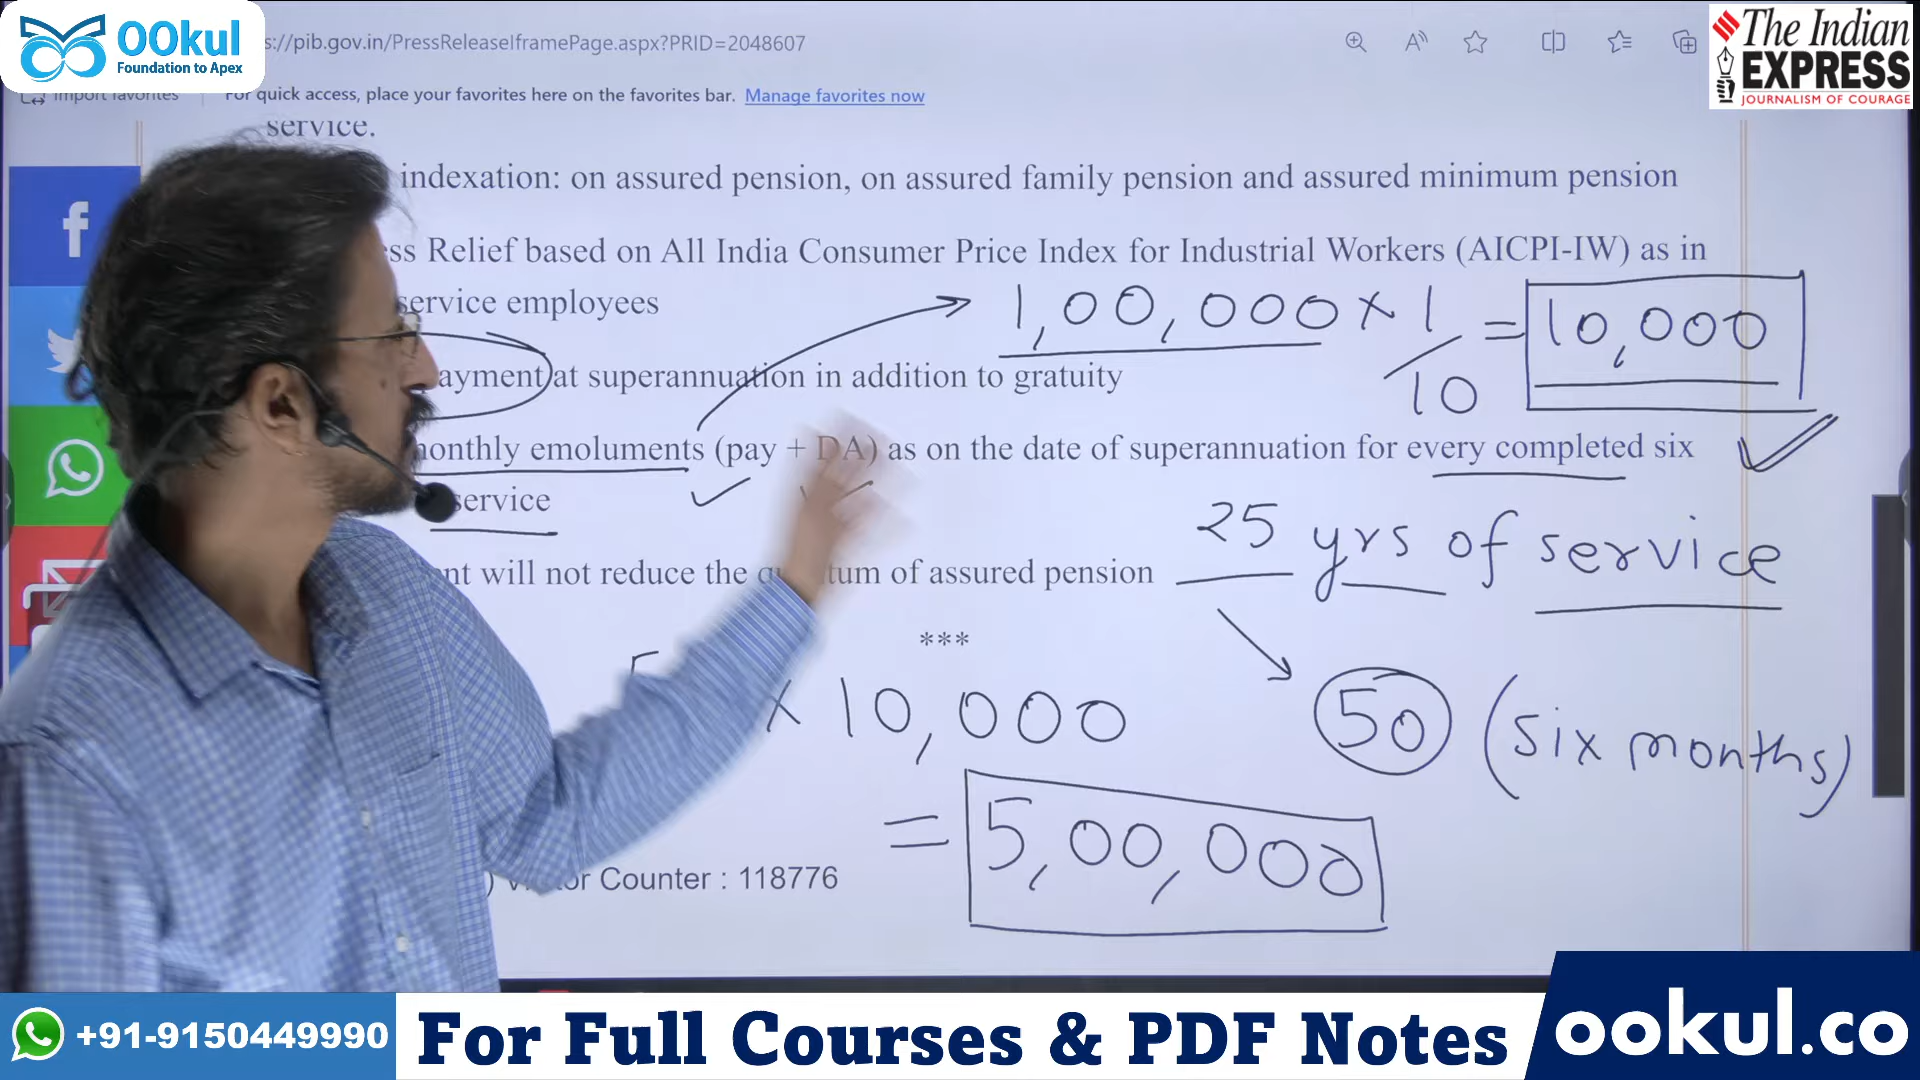 OOkul
Foundation to Apex
s://pib.gov.in/PressReleaseIframePage.aspx?PRID=2048607
The Indian
EXPRESS
JOURNALISM OF COURAGE
Import favorites
For quick access, place your favorites here on the favorites bar. Manage favorites now
service.
indexation: on assured pension, on assured family pension and assured minimum pension
ss Relief based on All India Consumer Price Index for Industrial Workers (AICPI-IW) as in
service employees
1,00,000 × 1/10 = 10,000
ayment at superannuation in addition to gratuity
monthly emoluments (pay + DA) as on the date of superannuation for every completed six
service
25 yrs of service
nt will not reduce the quantum of assured pension
***
50 (six months)
× 10,000
= 5,00,000
Counter : 118776
+91-9150449990
For Full Courses & PDF Notes
ookul.co